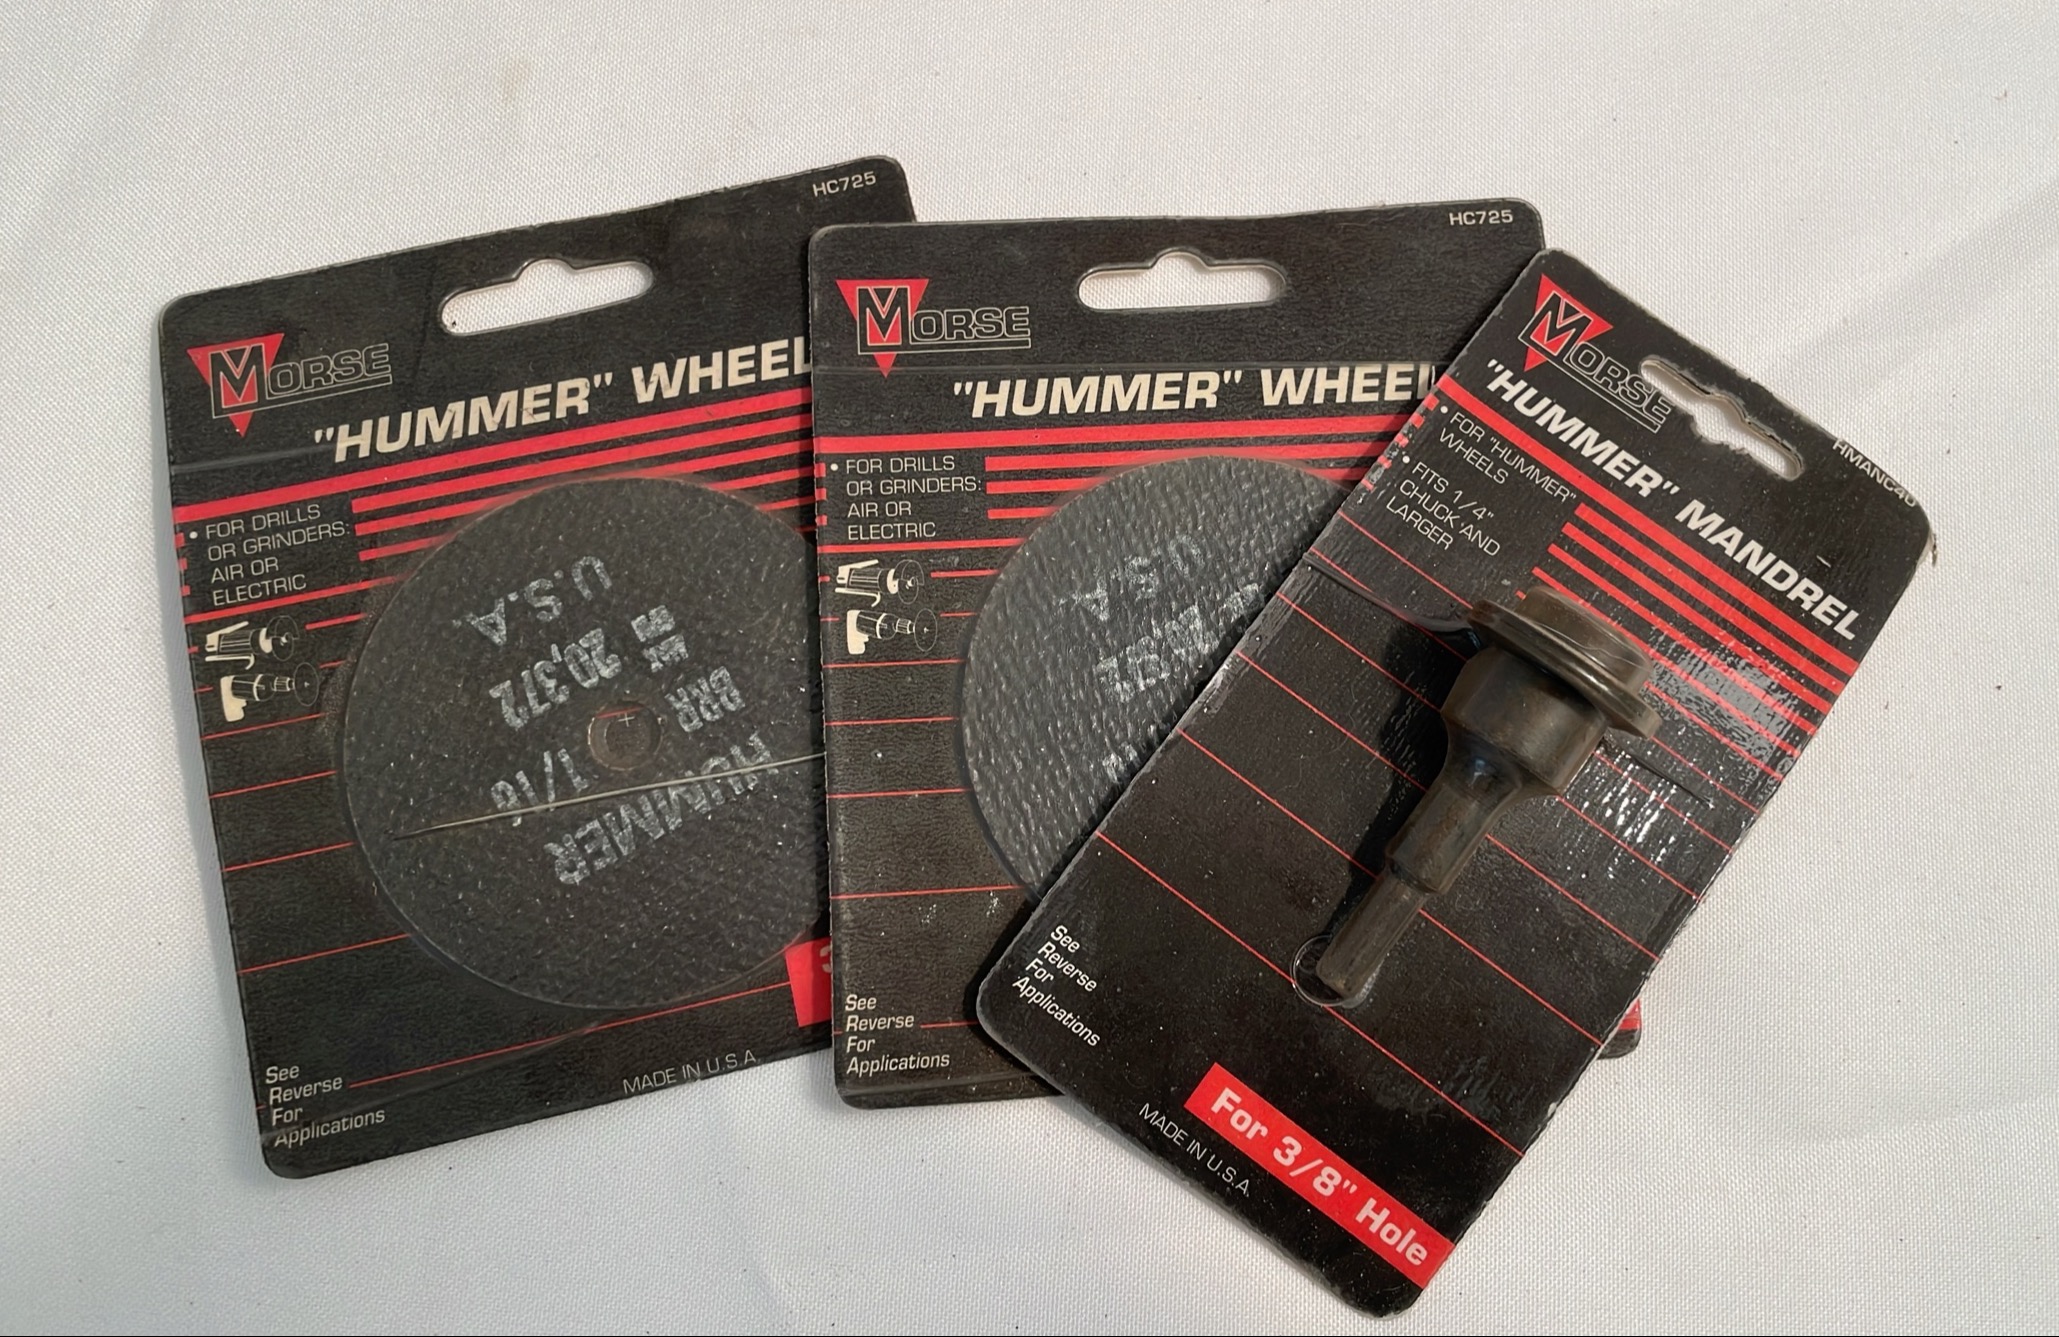 HC725
MORSE
"HUMMER" WHEEL
• FOR DRILLS
OR GRINDERS:
AIR OR
ELECTRIC
U.S.A.
20,372
BRR 1/16
HUMMER
See
Reverse
For
Applications
MADE IN U.S.A.
HC725
MORSE
"HUMMER" WHEEL
• FOR DRILLS
OR GRINDERS:
AIR OR
ELECTRIC
U.S.A.
See
Reverse
For
Applications
HMANC40
MORSE
"HUMMER" MANDREL
• FOR "HUMMER"
WHEELS
• FITS 1/4"
CHUCK AND
LARGER
See
Reverse
For
Applications
MADE IN U.S.A.
For 3/8" Hole